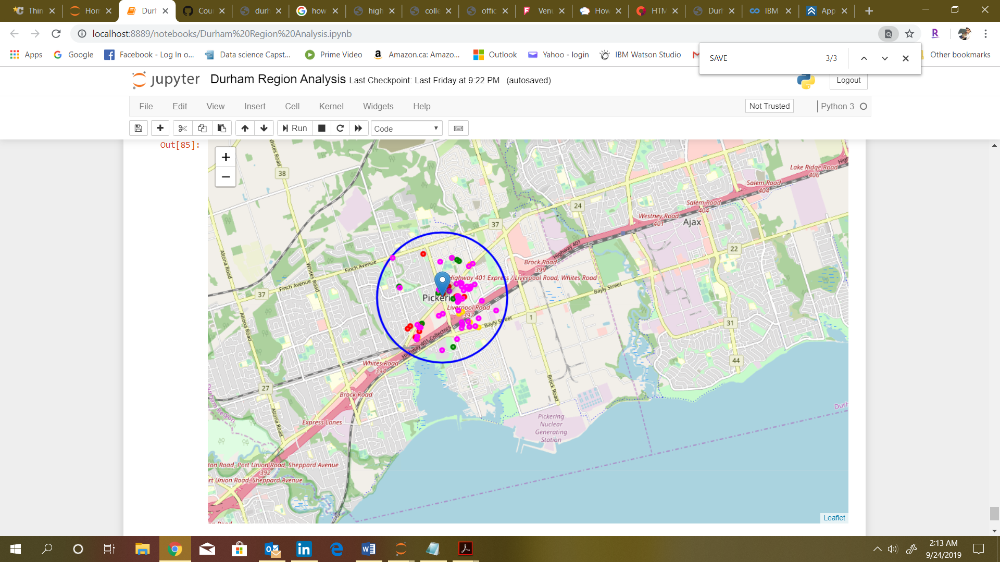 Thin
Hon
Durl
Cou
durh
how
high
colle
offic
Venu
How
HTM
Durl
IBM
App
localhost:8889/notebooks/Durham%20Region%20Analysis.ipynb
Apps
Google
Facebook - Log In o...
Data science Capst...
Prime Video
Amazon.ca: Amazo...
Outlook
Yahoo - login
IBM Watson Studio
Other bookmarks
SAVE 3/3
jupyter Durham Region Analysis Last Checkpoint: Last Friday at 9:22 PM (autosaved)
Logout
File Edit View Insert Cell Kernel Widgets Help
Not Trusted
Python 3
Run
Code
Out[85]:
+
−
Whites Road
38
Lake Ridge Road
406
Salem Road
404
Salem Road
404
24
Westney Road
401
Ajax
37
Highway 401
22
Altona Road
Whites Road
Finch Avenue
Brock Road
399
Highway 401 Express / Liverpool Road, Whites Road
Finch Avenue
37
Bayly Street
Pickeri
Liverpool Road
397
Bayly Street
1
31
Altona Road
Highway 401 Collectors
Whites Road
394
44
27
Brock Road
Brock Road
Durham Region
Altona Road
Express Lanes
Durh
Pickering
Nuclear
Generating
Station
ton Road, Port Union Road, Sheppard Avenue
392
rt Union Road, Sheppard Avenue
Leaflet
2:13 AM
9/24/2019